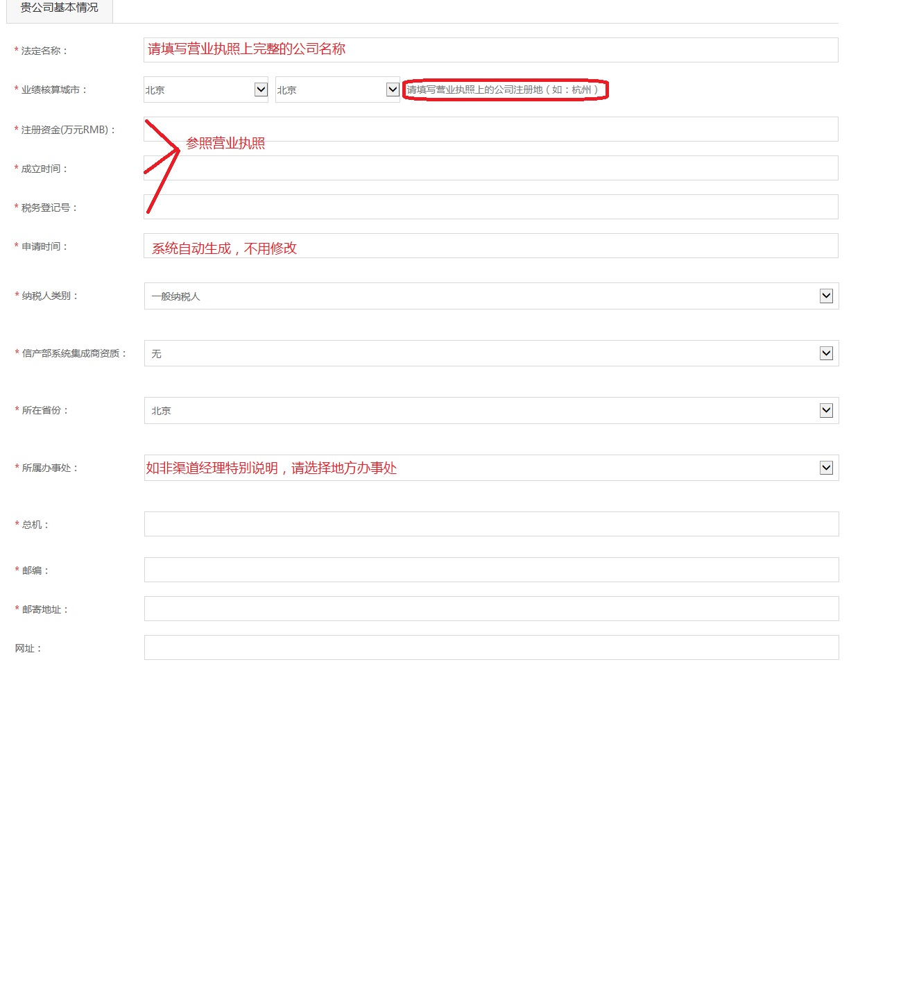 贵公司基本情况
* 法定名称： 请填写营业执照上完整的公司名称
* 业绩核算城市： 北京 北京 请填写营业执照上的公司注册地（如：杭州）
* 注册资金(万元RMB)：
参照营业执照
* 成立时间：
* 税务登记号：
* 申请时间： 系统自动生成，不用修改
* 纳税人类别： 一般纳税人
* 信产部系统集成商资质： 无
* 所在省份： 北京
* 所属办事处： 如非渠道经理特别说明，请选择地方办事处
* 总机：
* 邮编：
* 邮寄地址：
网址：